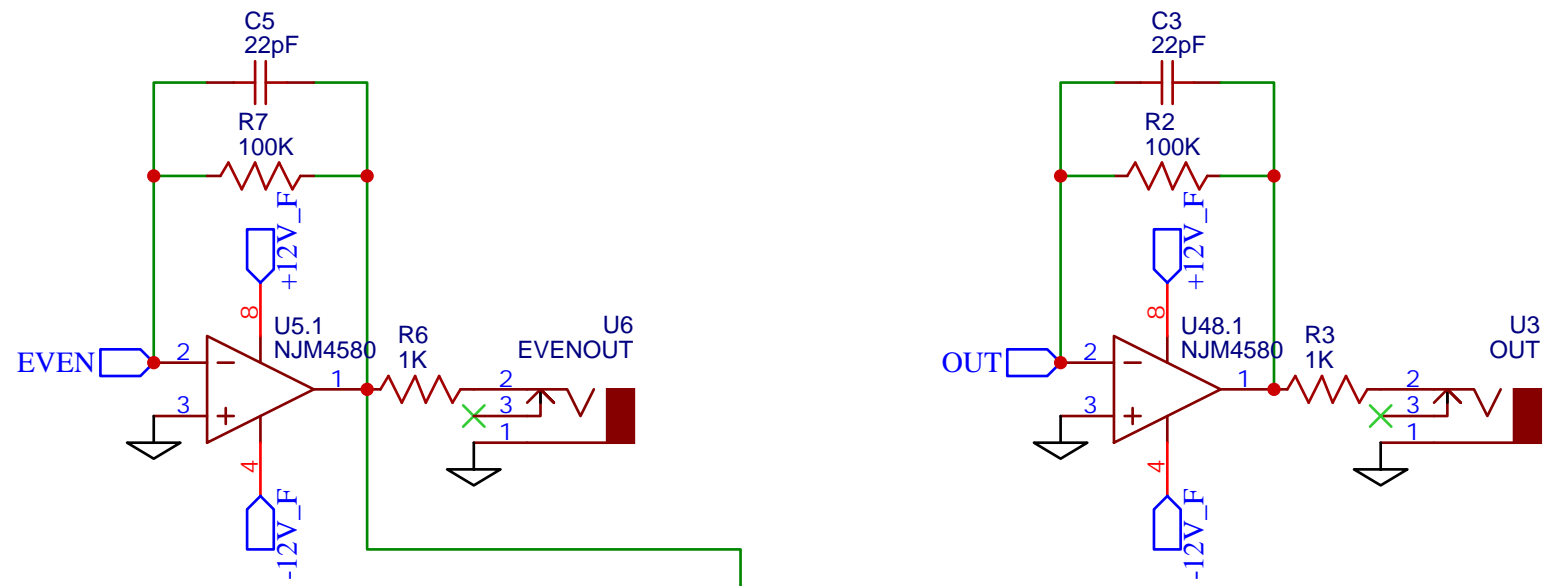 C5
22pF
R7
100K
+12V_F
8
U5.1
NJM4580
EVEN
2
3
1
4
-12V_F
R6
1K
U6
EVENOUT
2
3
1
C3
22pF
R2
100K
+12V_F
8
U48.1
NJM4580
OUT
2
3
1
4
-12V_F
R3
1K
U3
OUT
2
3
1